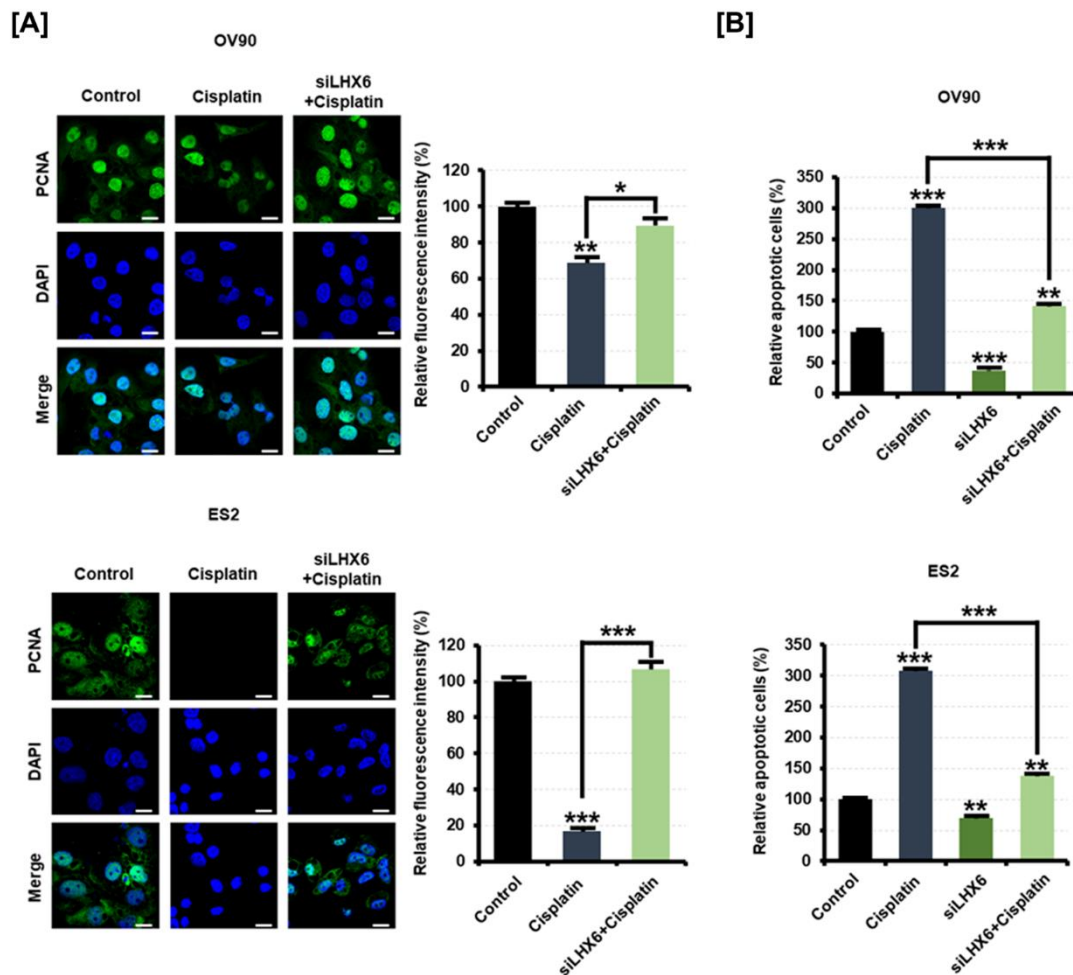 [A]
OV90
Control
Cisplatin
siLHX6
+Cisplatin
PCNA
DAPI
Merge
Relative fluorescence intensity (%)
120
100
80
60
40
20
0
**
*
Control
Cisplatin
siLHX6+Cisplatin
ES2
Control
Cisplatin
siLHX6
+Cisplatin
PCNA
DAPI
Merge
Relative fluorescence intensity (%)
120
100
80
60
40
20
0
***
***
Control
Cisplatin
siLHX6+Cisplatin
[B]
OV90
Relative apoptotic cells (%)
350
300
250
200
150
100
50
0
***
***
***
**
Control
Cisplatin
siLHX6
siLHX6+Cisplatin
ES2
Relative apoptotic cells (%)
350
300
250
200
150
100
50
0
***
***
**
**
Control
Cisplatin
siLHX6
siLHX6+Cisplatin